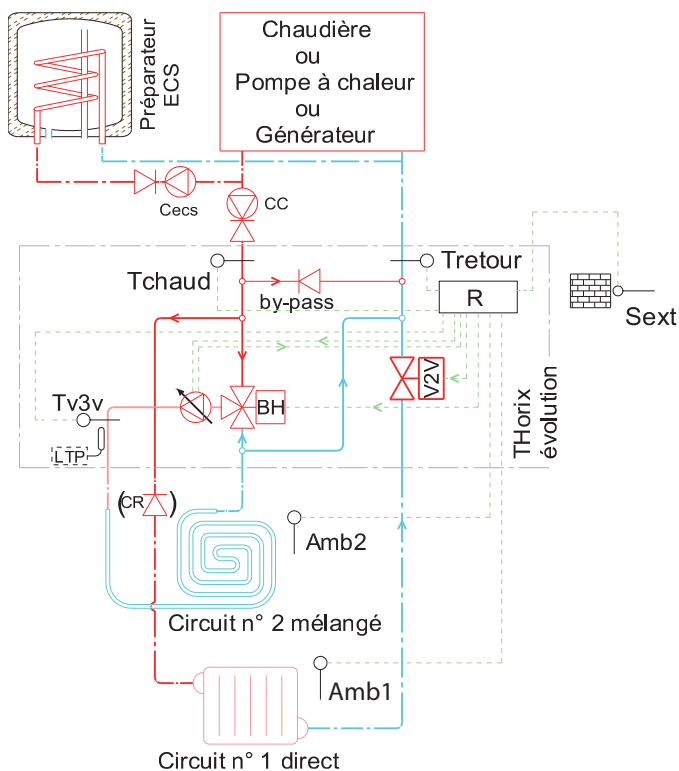 Préparateur
ECS
Chaudière
ou
Pompe à chaleur
ou
Générateur
Cecs
CC
Tchaud
Tretour
by-pass
R
Sext
V2V
THorix
évolution
Tv3v
BH
LTP
(CR)
Amb2
Circuit n° 2 mélangé
Amb1
Circuit n° 1 direct